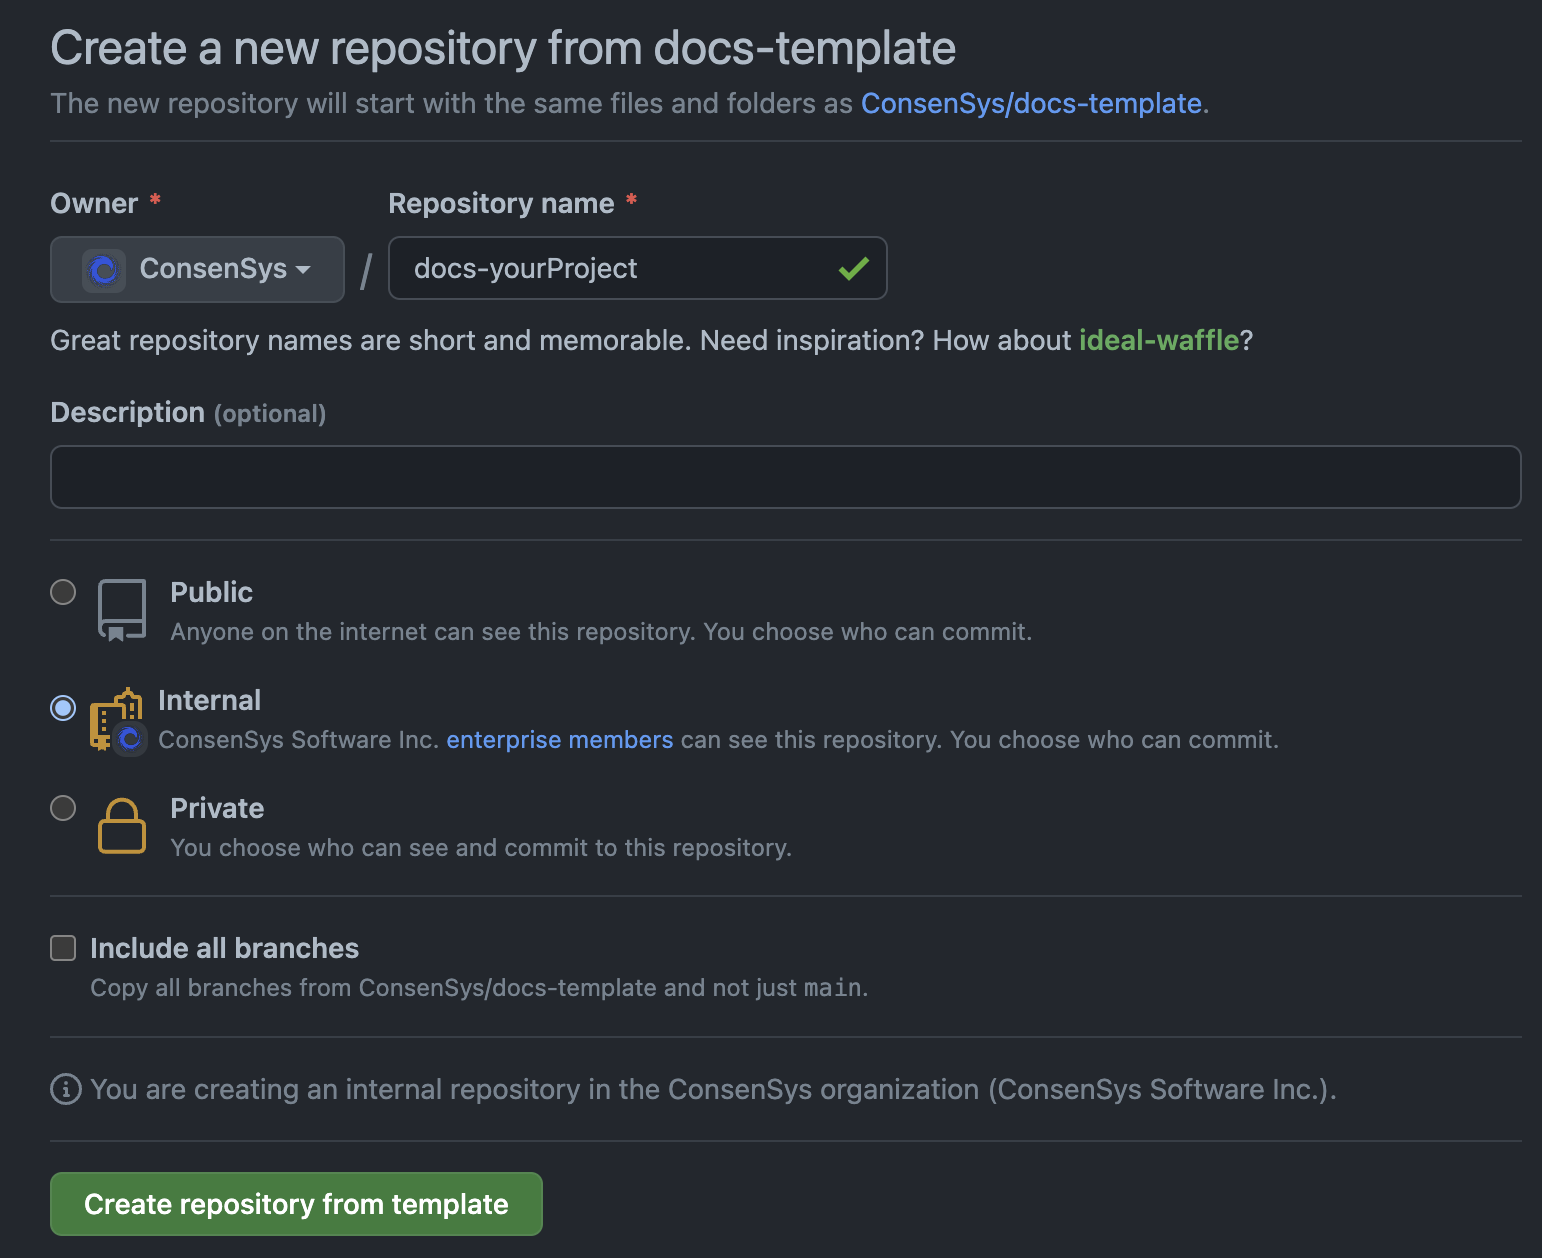 Create a new repository from docs-template
The new repository will start with the same files and folders as ConsenSys/docs-template.
Owner * Repository name *
ConsenSys / docs-yourProject
Great repository names are short and memorable. Need inspiration? How about ideal-waffle?
Description (optional)
Public
Anyone on the internet can see this repository. You choose who can commit.
Internal
ConsenSys Software Inc. enterprise members can see this repository. You choose who can commit.
Private
You choose who can see and commit to this repository.
Include all branches
Copy all branches from ConsenSys/docs-template and not just main.
You are creating an internal repository in the ConsenSys organization (ConsenSys Software Inc.).
Create repository from template